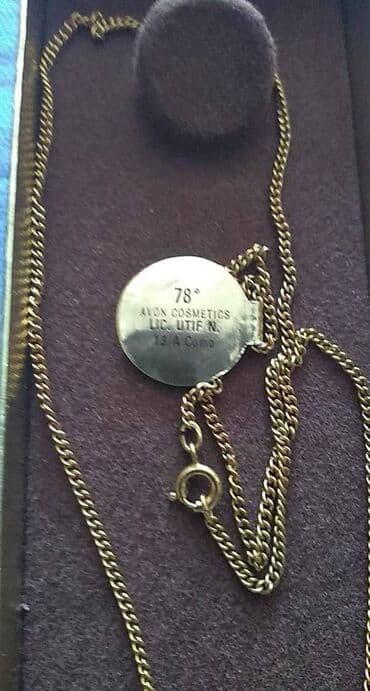 78°
AVON COSMETICS
LIC. UTIF N.
13 A Como